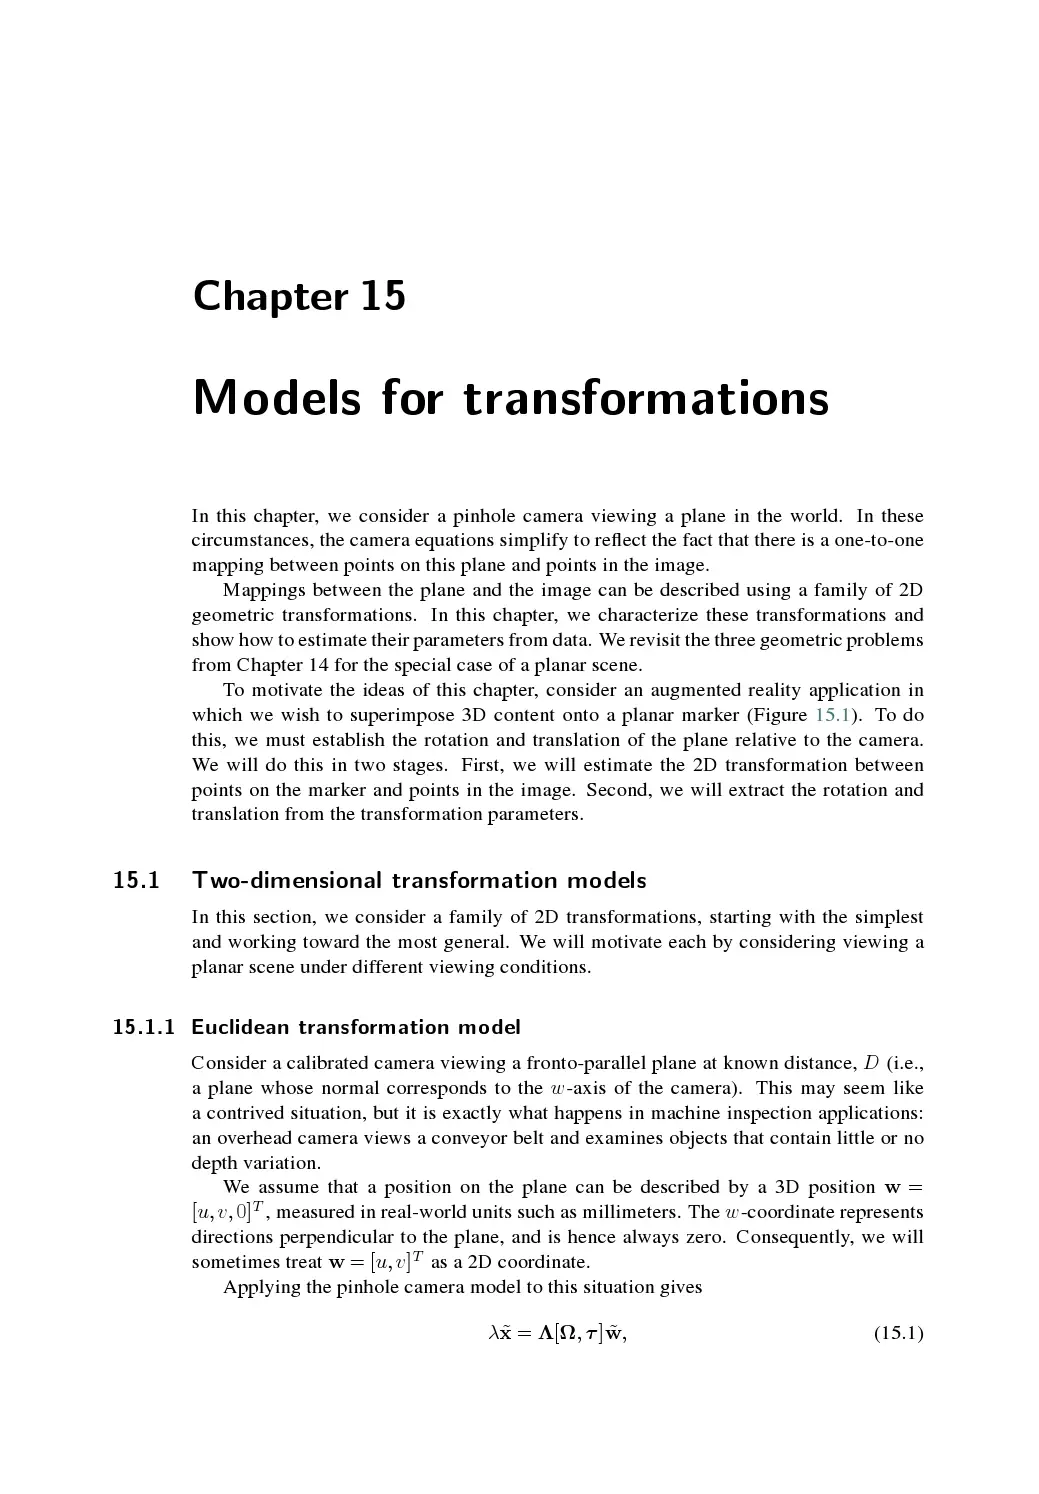 Chapter 15
Models for transformations
In this chapter, we consider a pinhole camera viewing a plane in the world. In these
circumstances, the camera equations simplify to reflect the fact that there is a one-to-one
mapping between points on this plane and points in the image.
Mappings between the plane and the image can be described using a family of 2D
geometric transformations. In this chapter, we characterize these transformations and
show how to estimate their parameters from data. We revisit the three geometric problems
from Chapter 14 for the special case of a planar scene.
To motivate the ideas of this chapter, consider an augmented reality application in
which we wish to superimpose 3D content onto a planar marker (Figure 15.1). To do
this, we must establish the rotation and translation of the plane relative to the camera.
We will do this in two stages. First, we will estimate the 2D transformation between
points on the marker and points in the image. Second, we will extract the rotation and
translation from the transformation parameters.
15.1 Two-dimensional transformation models
In this section, we consider a family of 2D transformations, starting with the simplest
and working toward the most general. We will motivate each by considering viewing a
planar scene under different viewing conditions.
15.1.1 Euclidean transformation model
Consider a calibrated camera viewing a fronto-parallel plane at known distance, D (i.e.,
a plane whose normal corresponds to the w-axis of the camera). This may seem like
a contrived situation, but it is exactly what happens in machine inspection applications:
an overhead camera views a conveyor belt and examines objects that contain little or no
depth variation.
We assume that a position on the plane can be described by a 3D position w =
[u, v, 0]ᵀ, measured in real-world units such as millimeters. The w-coordinate represents
directions perpendicular to the plane, and is hence always zero. Consequently, we will
sometimes treat w = [u, v]ᵀ as a 2D coordinate.
Applying the pinhole camera model to this situation gives
λx̃ = Λ[Ω, τ]w̃, (15.1)